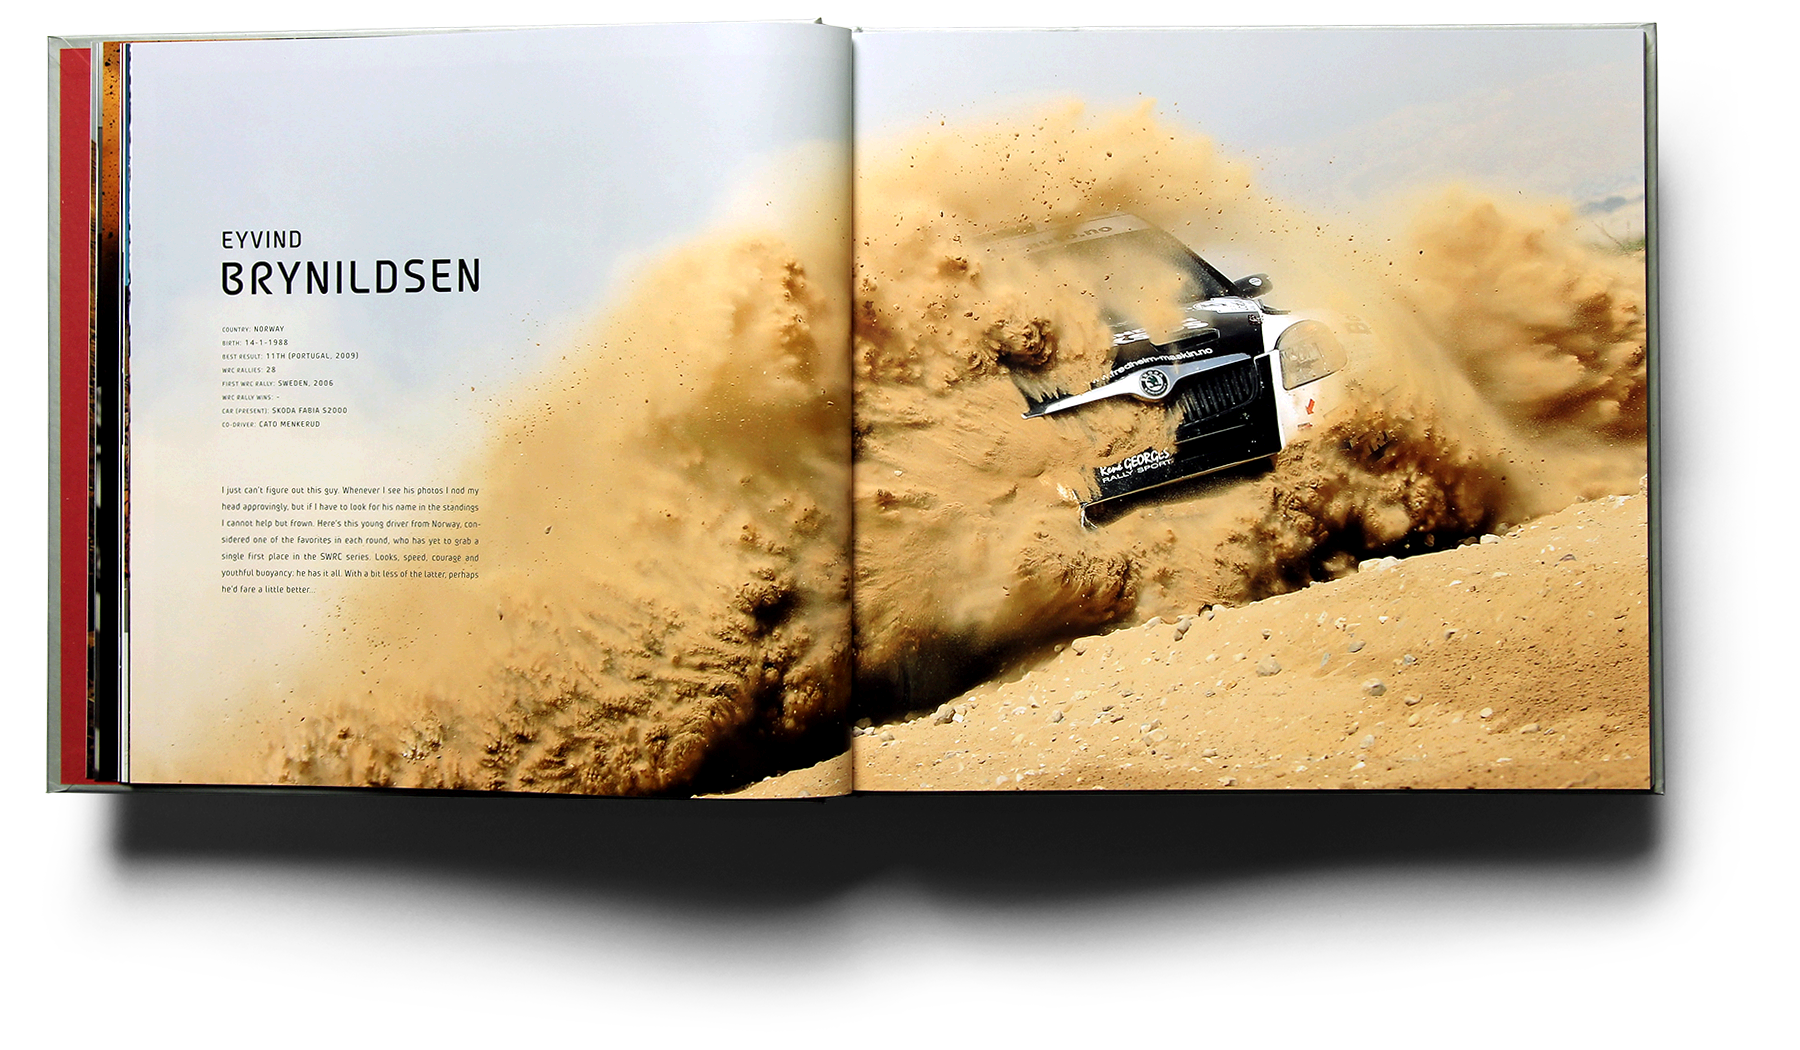 EYVIND
BRYNILDSEN
COUNTRY: NORWAY
BIRTH: 14-1-1988
BEST RESULT: 11TH (PORTUGAL, 2009)
WRC RALLIES: 28
FIRST WRC RALLY: SWEDEN, 2006
WRC RALLY WINS: -
CAR (PRESENT): SKODA FABIA S2000
CO-DRIVER: CATO MENKERUD
I just can't figure out this guy. Whenever I see his photos I nod my
head approvingly, but if I have to look for his name in the standings
I cannot help but frown. Here's this young driver from Norway, con-
sidered one of the favorites in each round, who has yet to grab a
single first place in the SWRC series. Looks, speed, courage and
youthful buoyancy: he has it all. With a bit less of the latter, perhaps
he'd fare a little better...
www.fredheim-maskin.no
René GEORGES
RALLY SPORT